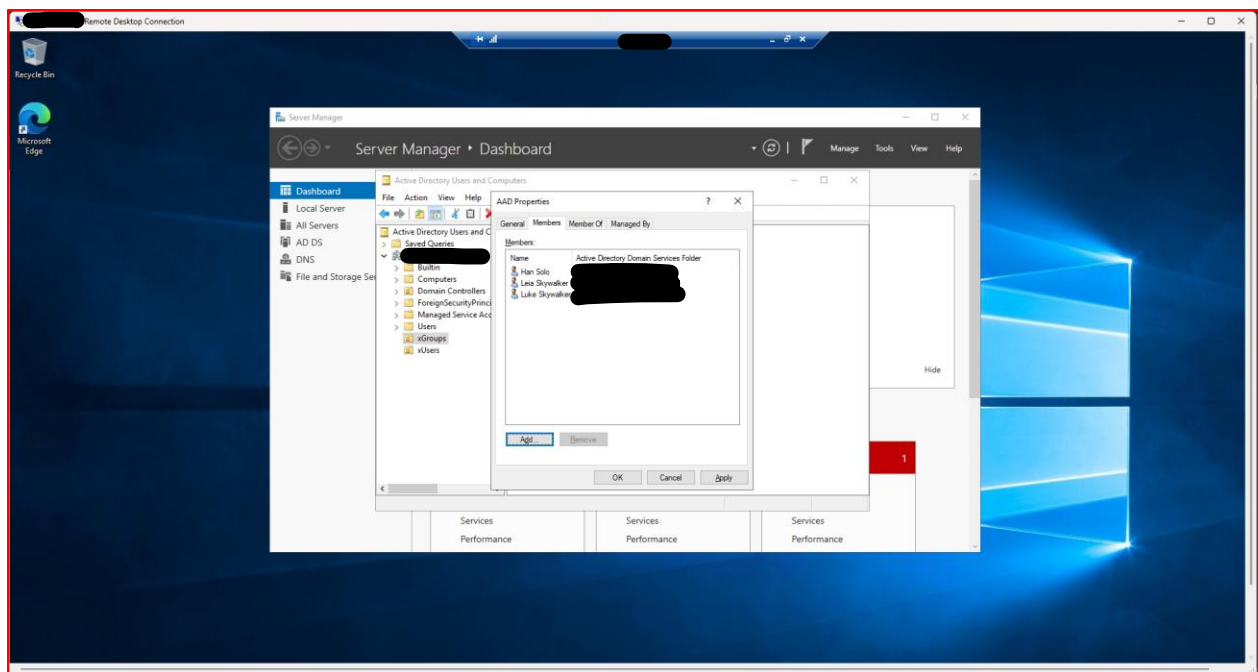 Remote Desktop Connection
Recycle Bin
Microsoft
Edge
Server Manager
Server Manager • Dashboard
Manage Tools View Help
Dashboard
Local Server
All Servers
AD DS
DNS
File and Storage Se
Active Directory Users and Computers
File Action View Help
Active Directory Users and C
Saved Queries
Builtin
Computers
Domain Controllers
ForeignSecurityPrinci
Managed Service Acc
Users
xGroups
xUsers
AAD Properties
General Members Member Of Managed By
Members:
Name Active Directory Domain Services Folder
Han Solo
Leia Skywalker
Luke Skywalker
Add... Remove
OK Cancel Apply
Hide
1
Services Services Services
Performance Performance Performance